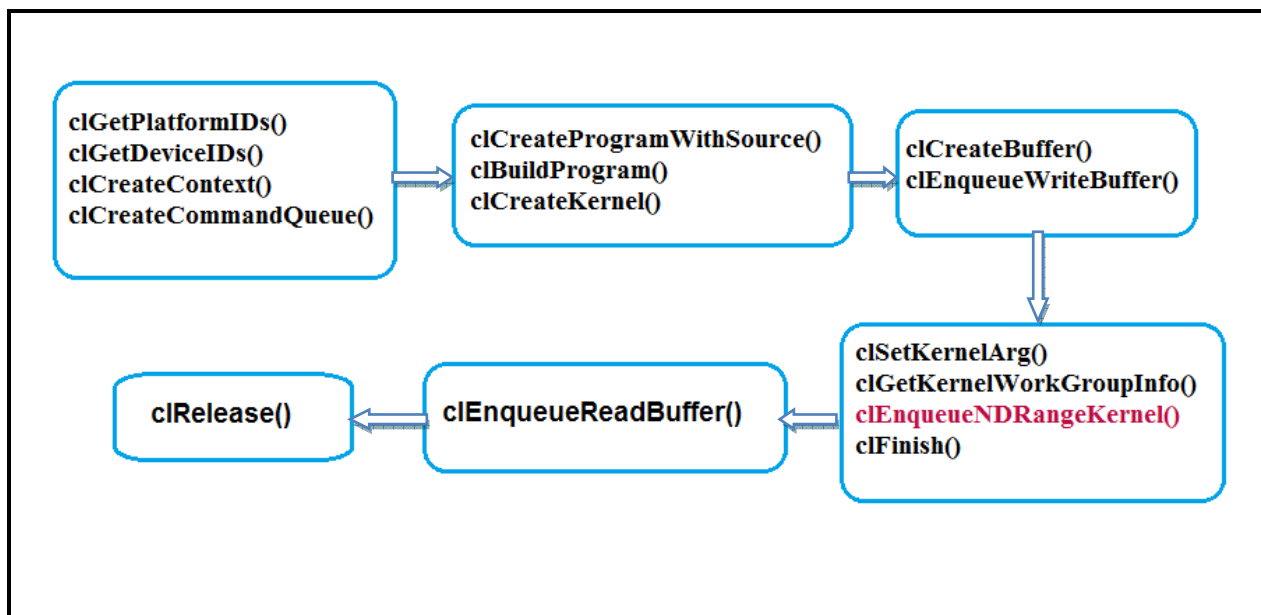 clGetPlatformIDs()
clGetDeviceIDs()
clCreateContext()
clCreateCommandQueue()
clCreateProgramWithSource()
clBuildProgram()
clCreateKernel()
clCreateBuffer()
clEnqueueWriteBuffer()
clSetKernelArg()
clGetKernelWorkGroupInfo()
clEnqueueNDRangeKernel()
clFinish()
clEnqueueReadBuffer()
clRelease()